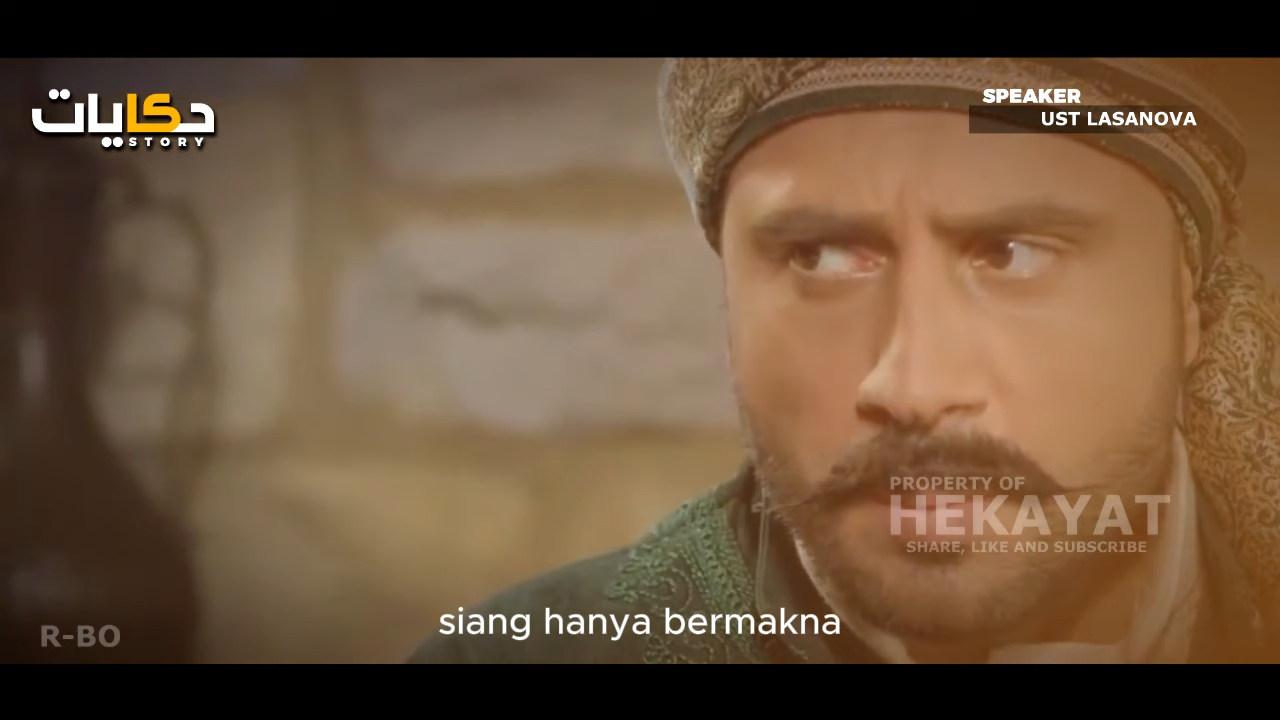 حكايات
STORY
SPEAKER
UST LASANOVA
PROPERTY OF
HEKAYAT
SHARE, LIKE AND SUBSCRIBE
siang hanya bermakna
R-BO